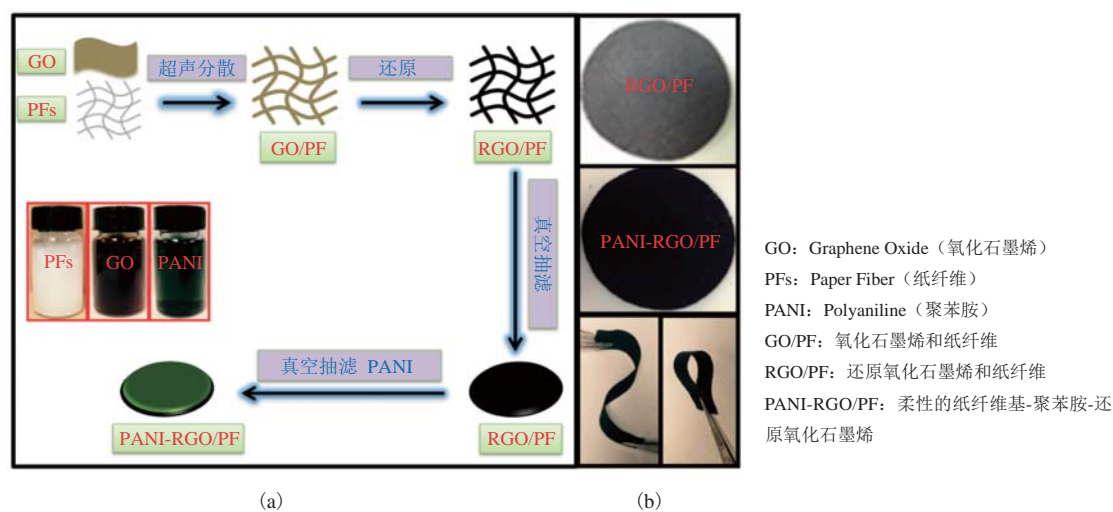 GO
超声分散
还原
PFs
GO/PF
RGO/PF
真空抽滤
PFs
GO
PANI
真空抽滤 PANI
PANI-RGO/PF
RGO/PF
(a)
RGO/PF
PANI-RGO/PF
(b)
GO：Graphene Oxide（氧化石墨烯）
PFs：Paper Fiber（纸纤维）
PANI：Polyaniline（聚苯胺）
GO/PF：氧化石墨烯和纸纤维
RGO/PF：还原氧化石墨烯和纸纤维
PANI-RGO/PF：柔性的纸纤维基-聚苯胺-还
原氧化石墨烯